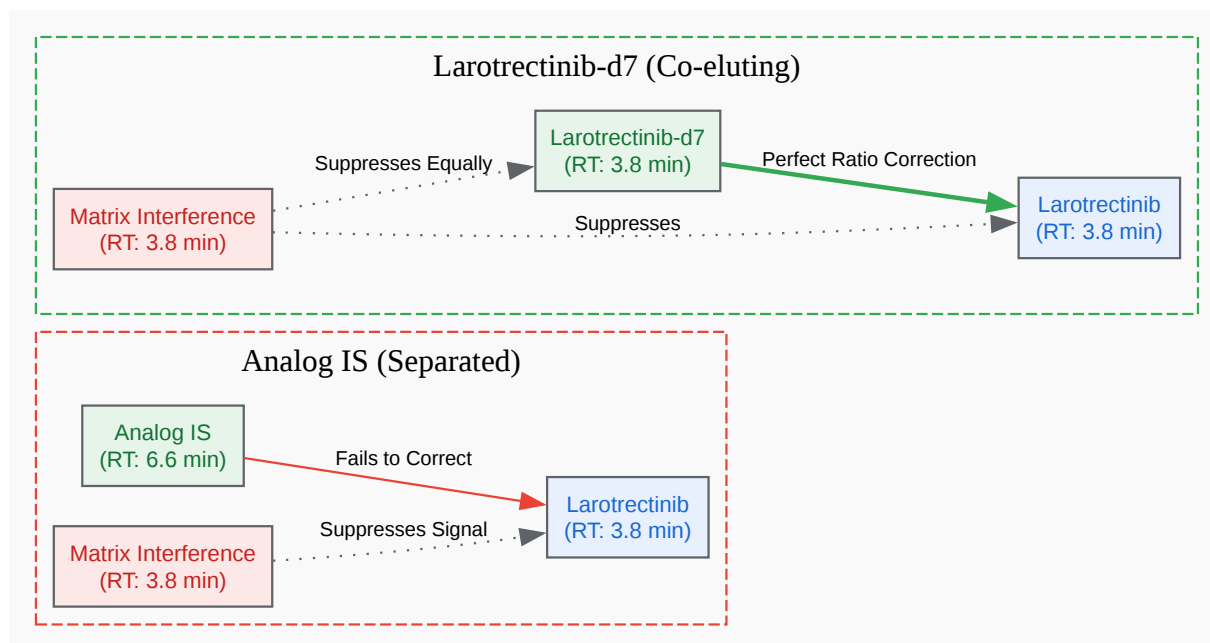 Larotrectinib-d7 (Co-eluting)
Larotrectinib-d7
(RT: 3.8 min)
Suppresses Equally
Perfect Ratio Correction
Matrix Interference
(RT: 3.8 min)
Suppresses
Larotrectinib
(RT: 3.8 min)
Analog IS (Separated)
Analog IS
(RT: 6.6 min)
Fails to Correct
Larotrectinib
(RT: 3.8 min)
Suppresses Signal
Matrix Interference
(RT: 3.8 min)